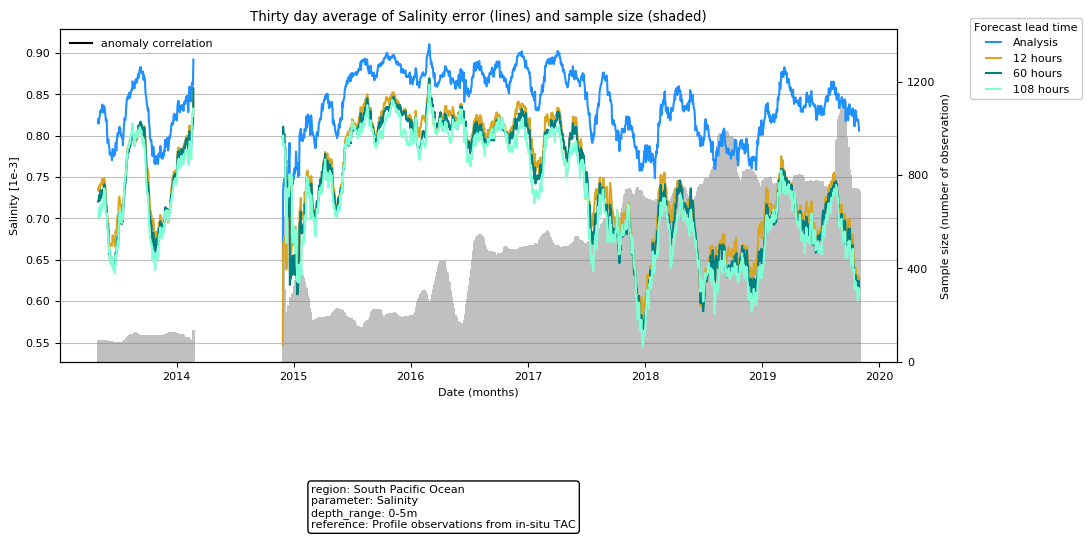 Thirty day average of Salinity error (lines) and sample size (shaded)
Forecast lead time
Analysis
12 hours
60 hours
108 hours
anomaly correlation
0.90
0.85
0.80
0.75
0.70
0.65
0.60
0.55
Salinity [1e-3]
1200
800
400
0
Sample size (number of observation)
2014
2015
2016
2017
2018
2019
2020
Date (months)
region: South Pacific Ocean
parameter: Salinity
depth_range: 0-5m
reference: Profile observations from in-situ TAC